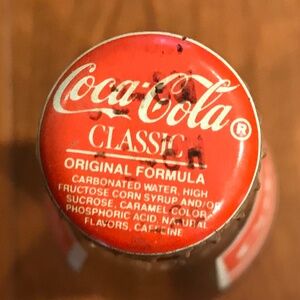 Coca-Cola®
CLASSIC
ORIGINAL FORMULA
CARBONATED WATER, HIGH
FRUCTOSE CORN SYRUP AND/OR
SUCROSE, CARAMEL COLOR,
PHOSPHORIC ACID, NATURAL
FLAVORS, CAFFEINE